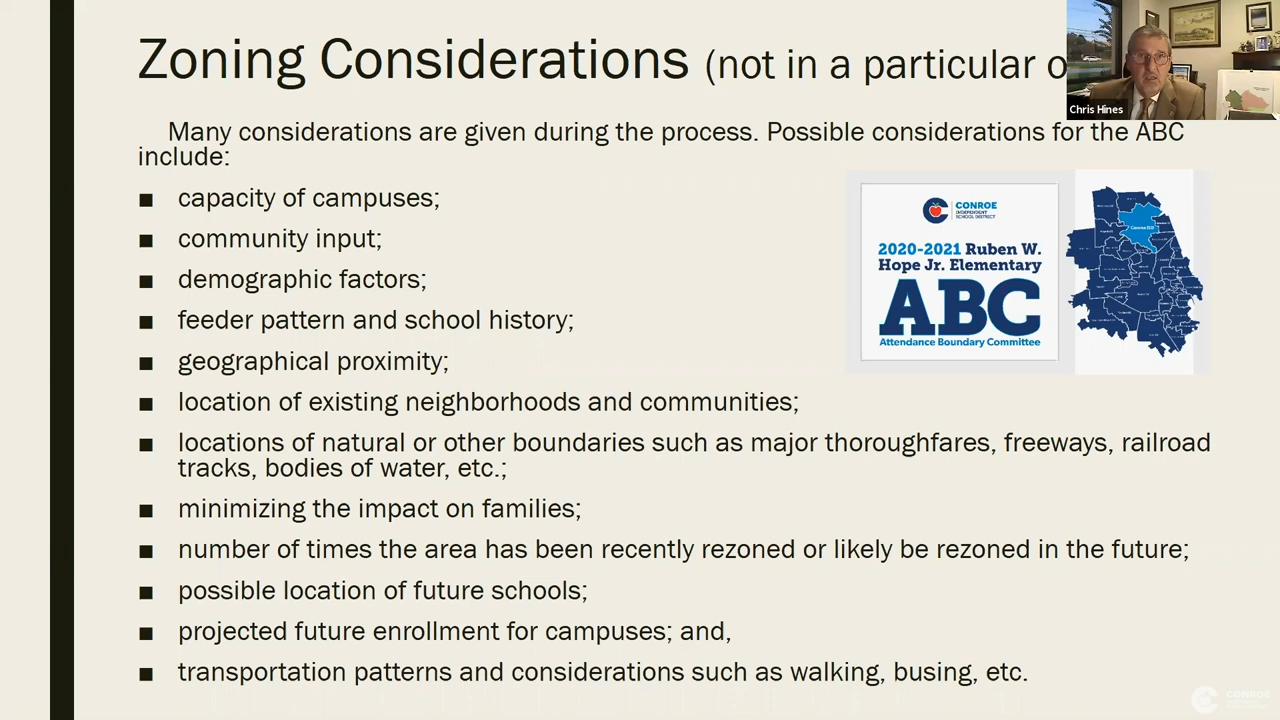 Zoning Considerations (not in a particular o
Chris Hines
Many considerations are given during the process. Possible considerations for the ABC
include:
■ capacity of campuses;
■ community input;
■ demographic factors;
■ feeder pattern and school history;
■ geographical proximity;
■ location of existing neighborhoods and communities;
■ locations of natural or other boundaries such as major thoroughfares, freeways, railroad
tracks, bodies of water, etc.;
■ minimizing the impact on families;
■ number of times the area has been recently rezoned or likely be rezoned in the future;
■ possible location of future schools;
■ projected future enrollment for campuses; and,
■ transportation patterns and considerations such as walking, busing, etc.
CONROE
INDEPENDENT
SCHOOL DISTRICT
2020-2021 Ruben W.
Hope Jr. Elementary
ABC
Attendance Boundary Committee
CONROE